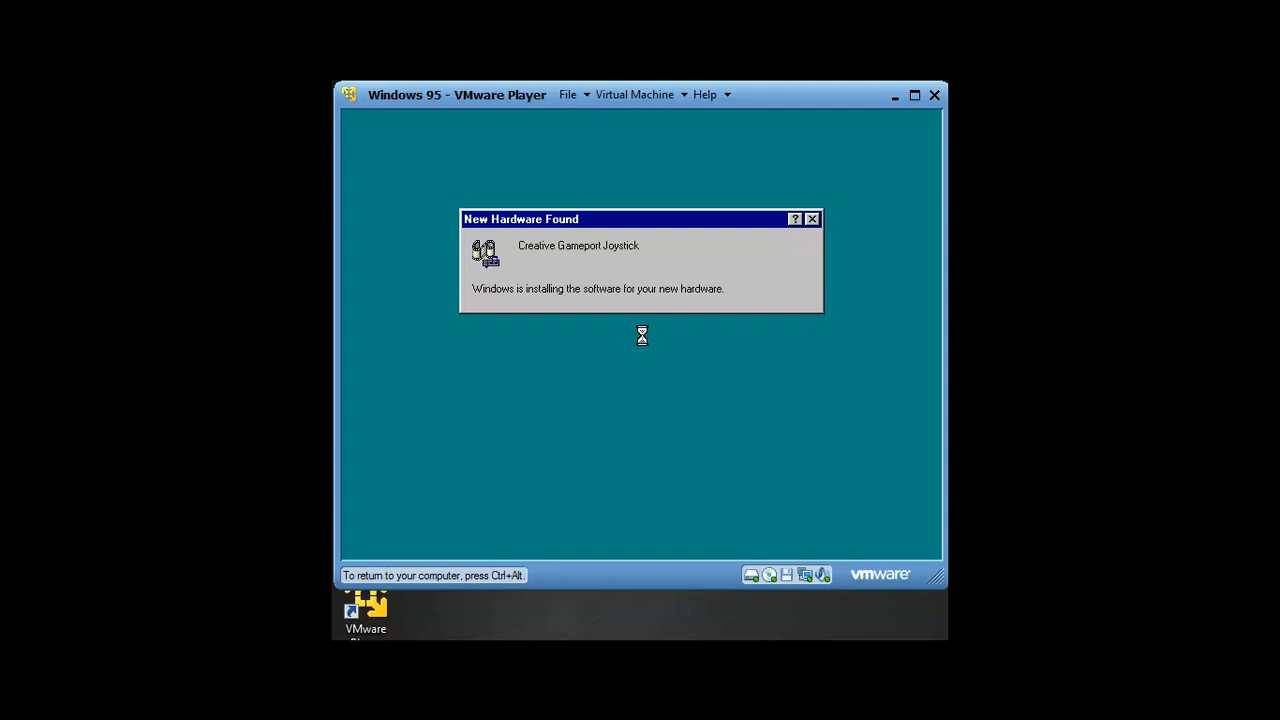 Windows 95 - VMware Player File Virtual Machine Help
New Hardware Found
Creative Gameport Joystick
Windows is installing the software for your new hardware.
To return to your computer, press Ctrl+Alt.
vmware
VMware